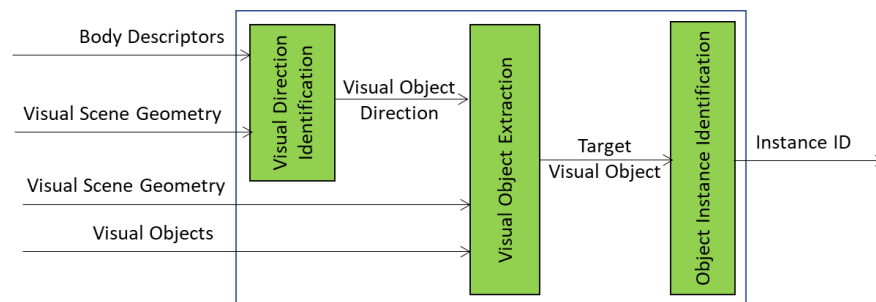 Body Descriptors
Visual Direction
Identification
Visual Object
Direction
Visual Scene Geometry
Visual Object Extraction
Target
Visual Object
Object Instance Identification
Instance ID
Visual Scene Geometry
Visual Objects